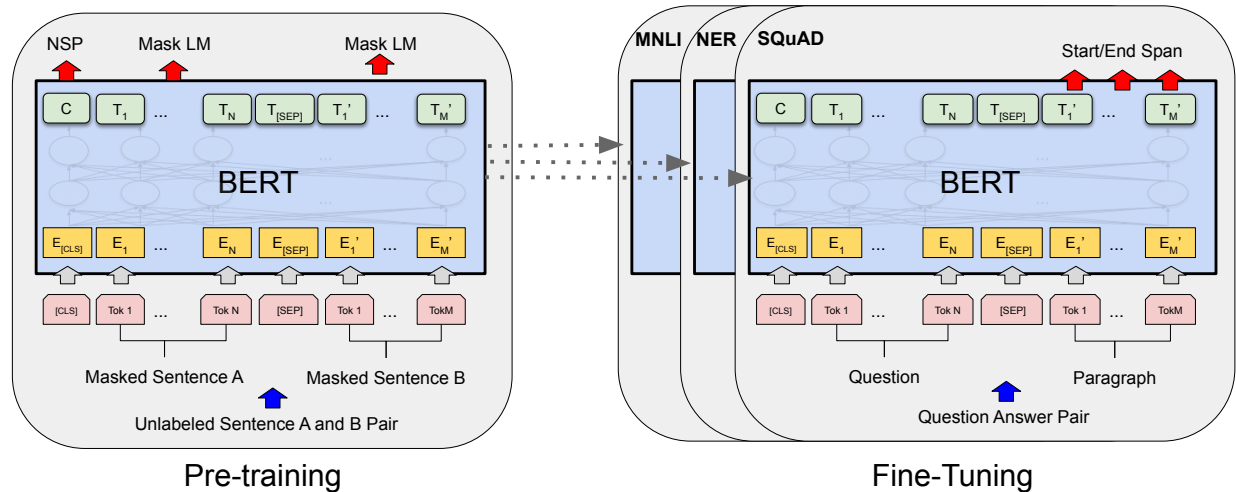 NSP Mask LM Mask LM
C T1 ... TN T[SEP] T1’ ... TM’
...
BERT
...
E[CLS] E1 ... EN E[SEP] E1’ ... EM’
[CLS] Tok 1 ... Tok N [SEP] Tok 1 ... TokM
Masked Sentence A Masked Sentence B
Unlabeled Sentence A and B Pair
Pre-training
MNLI NER SQuAD
Start/End Span
C T1 ... TN T[SEP] T1’ ... TM’
...
BERT
...
E[CLS] E1 ... EN E[SEP] E1’ ... EM’
[CLS] Tok 1 ... Tok N [SEP] Tok 1 ... TokM
Question Paragraph
Question Answer Pair
Fine-Tuning